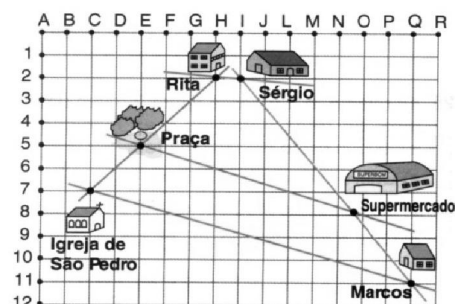 A B C D E F G H I J L M N O P Q R
1
2
Rita
Sérgio
3
4
Praça
5
6
7
SUPERBOM
Supermercado
8
9
Igreja de
São Pedro
10
11
Marcos
12